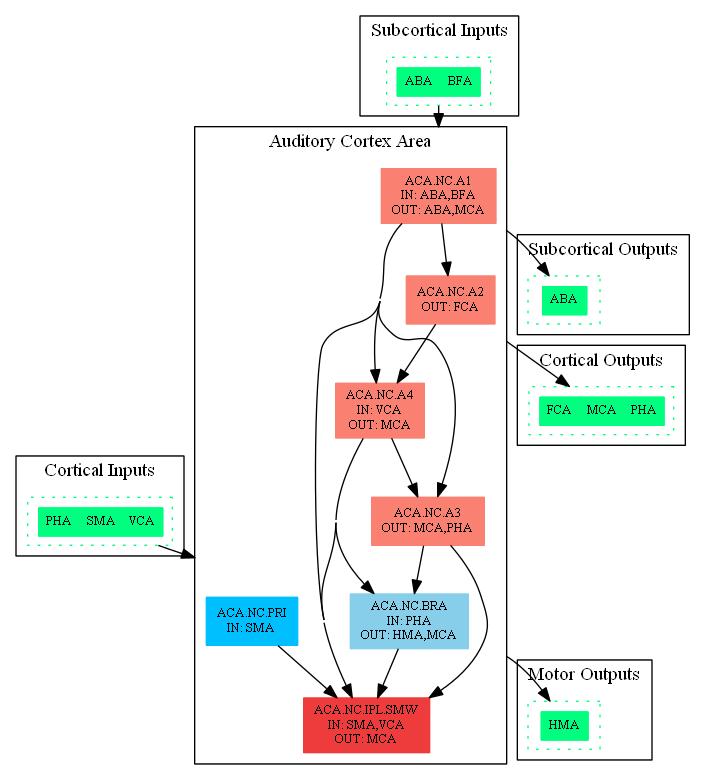 Subcortical Inputs
ABA BFA
Auditory Cortex Area
ACA.NC.A1
IN: ABA,BFA
OUT: ABA,MCA
Subcortical Outputs
ABA
ACA.NC.A2
OUT: FCA
Cortical Outputs
FCA MCA PHA
ACA.NC.A4
IN: VCA
OUT: MCA
Cortical Inputs
PHA SMA VCA
ACA.NC.A3
OUT: MCA,PHA
ACA.NC.PRI
IN: SMA
ACA.NC.BRA
IN: PHA
OUT: HMA,MCA
Motor Outputs
HMA
ACA.NC.IPL.SMW
IN: SMA,VCA
OUT: MCA